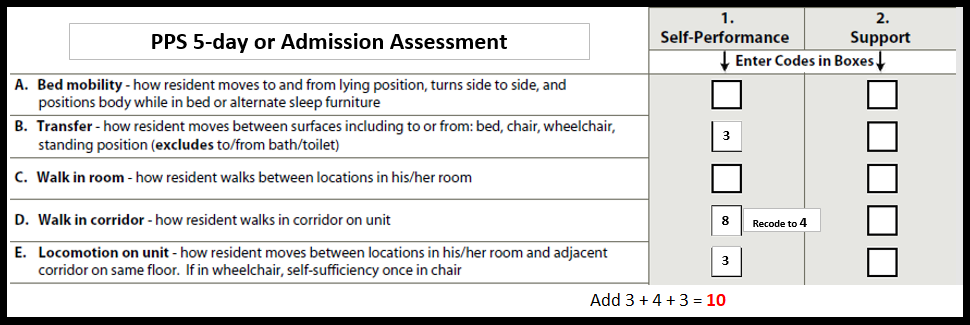 PPS 5-day or Admission Assessment
1.
Self-Performance
2.
Support
↓ Enter Codes in Boxes ↓
A. Bed mobility - how resident moves to and from lying position, turns side to side, and
positions body while in bed or alternate sleep furniture
B. Transfer - how resident moves between surfaces including to or from: bed, chair, wheelchair,
standing position (excludes to/from bath/toilet)
3
C. Walk in room - how resident walks between locations in his/her room
D. Walk in corridor - how resident walks in corridor on unit
8
Recode to 4
E. Locomotion on unit - how resident moves between locations in his/her room and adjacent
corridor on same floor. If in wheelchair, self-sufficiency once in chair
3
Add 3 + 4 + 3 = 10